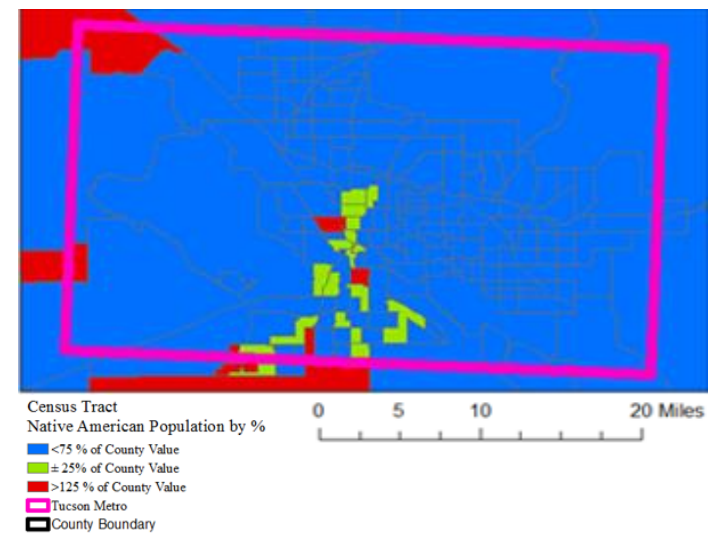 Census Tract
Native American Population by %
<75 % of County Value
± 25% of County Value
>125 % of County Value
Tucson Metro
County Boundary
0 5 10 20 Miles